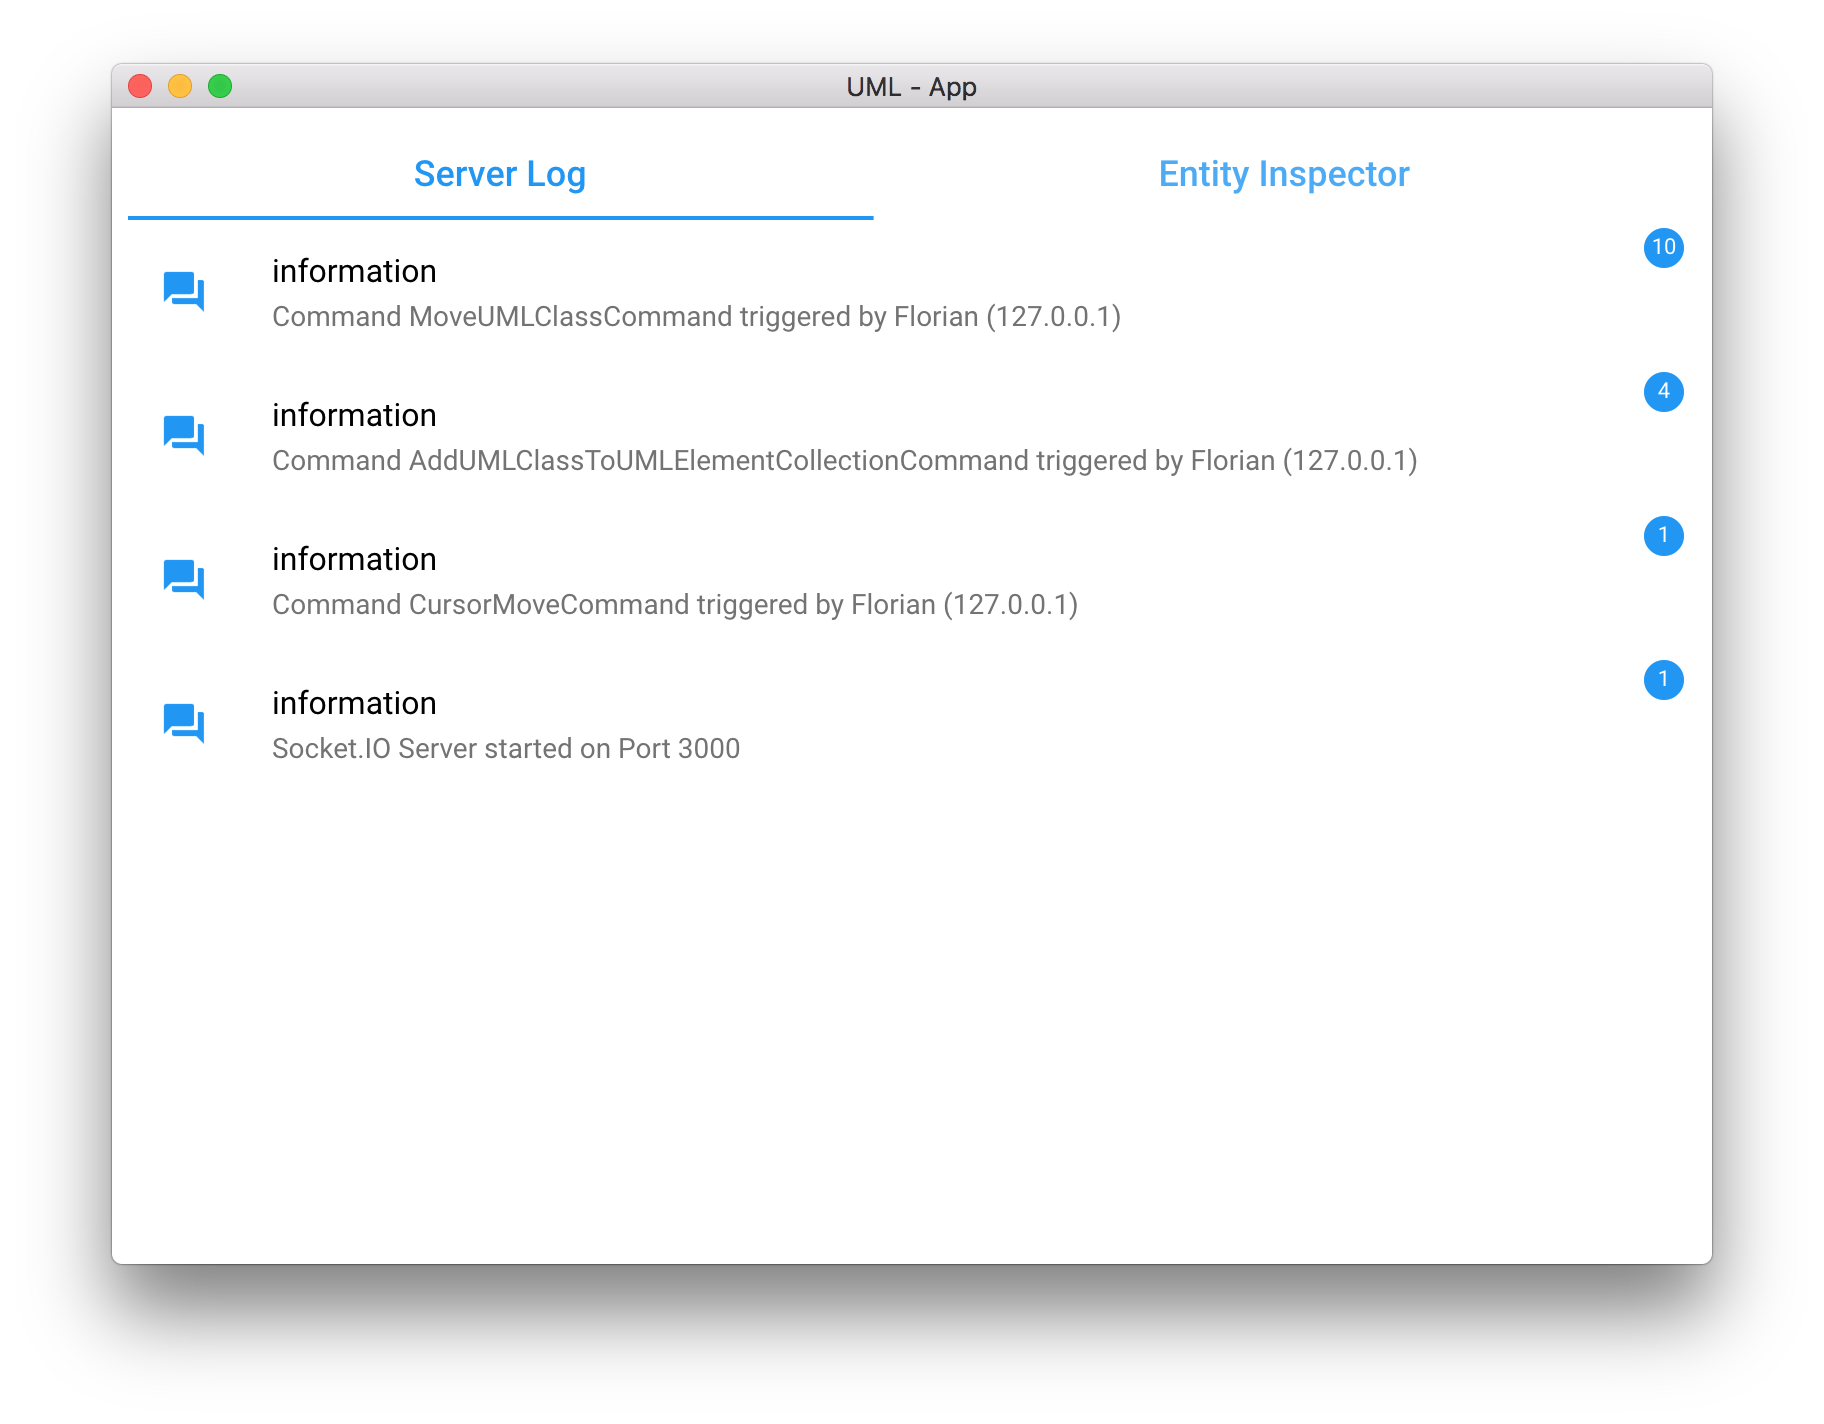 UML - App
Server Log
Entity Inspector
information
10
Command MoveUMLClassCommand triggered by Florian (127.0.0.1)
information
4
Command AddUMLClassToUMLElementCollectionCommand triggered by Florian (127.0.0.1)
information
1
Command CursorMoveCommand triggered by Florian (127.0.0.1)
information
1
Socket.IO Server started on Port 3000